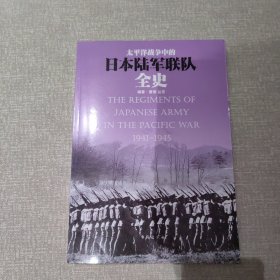 太平洋战争中的
日本陆军联队
全史
THE REGIMENTS OF
JAPANESE ARMY
IN THE PACIFIC WAR
1941-1945